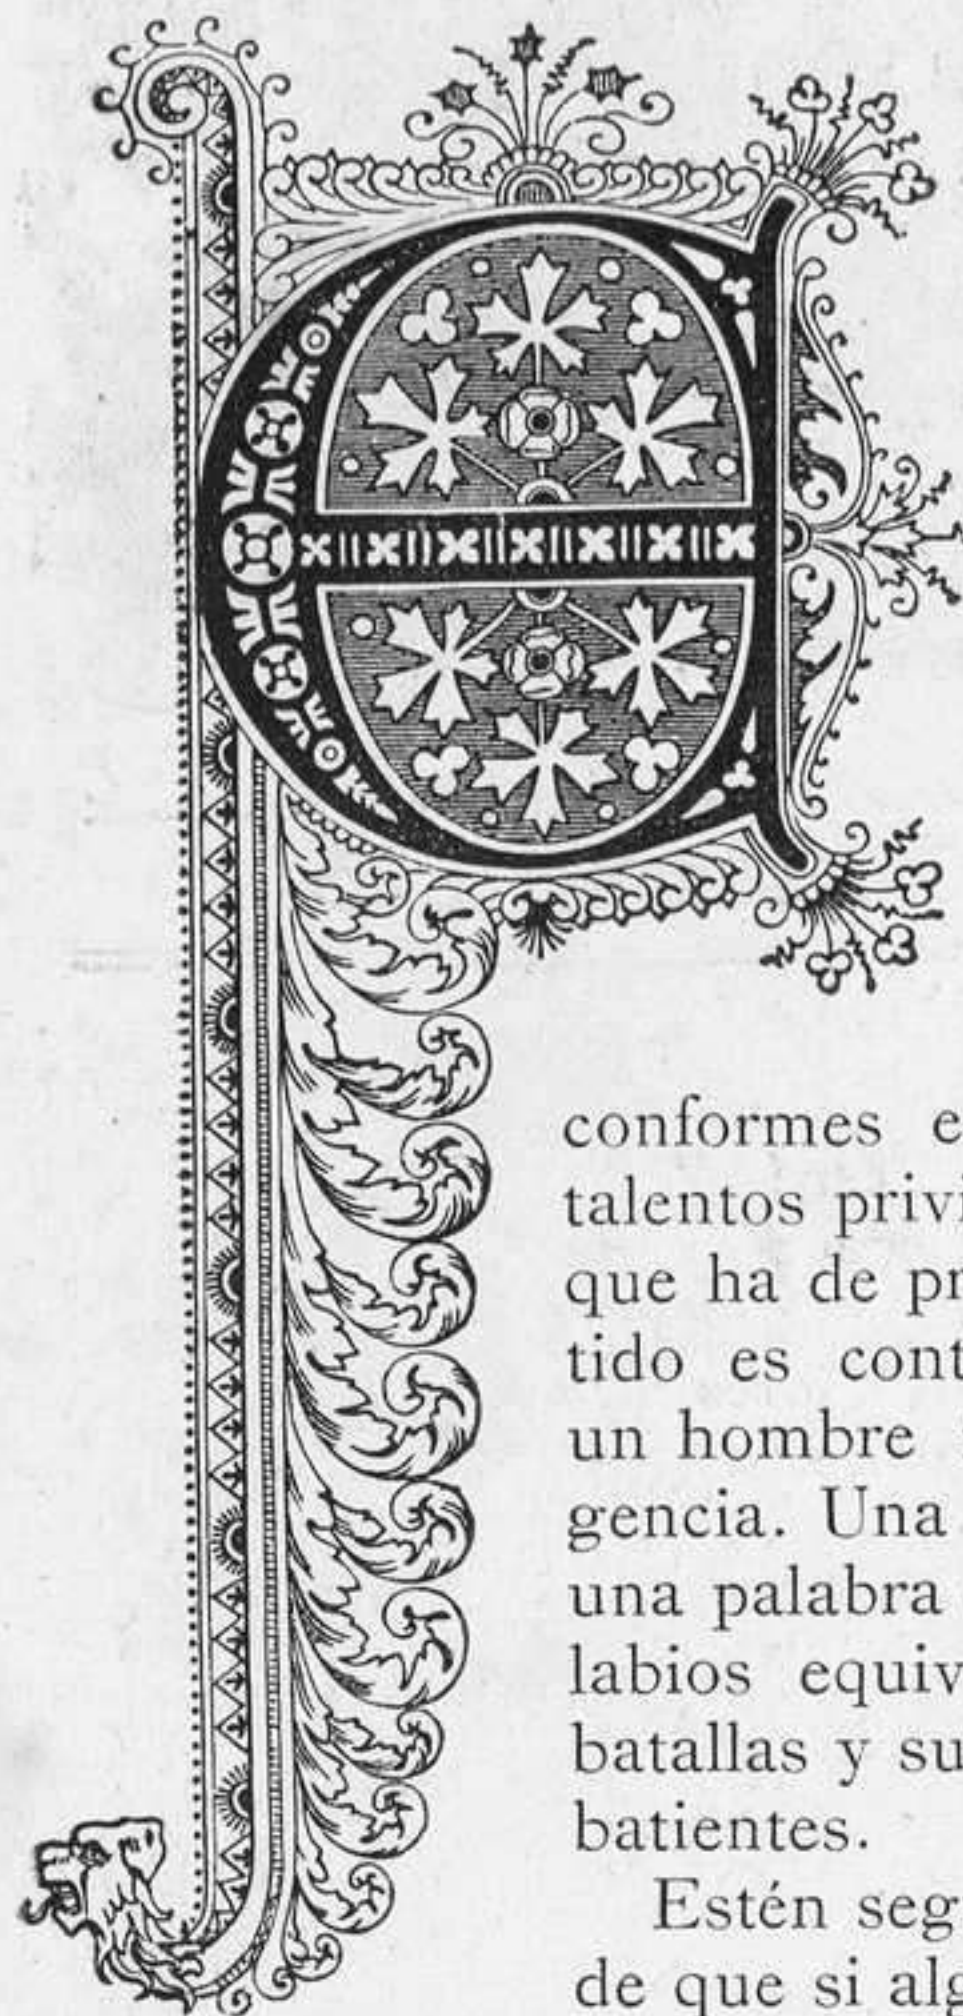 E
conformes e
talentos privi
que ha de pr
tido es cont
un hombre
gencia. Una
una palabra
labios equiv
batallas y su
batientes.
Estén seg
de que si alg